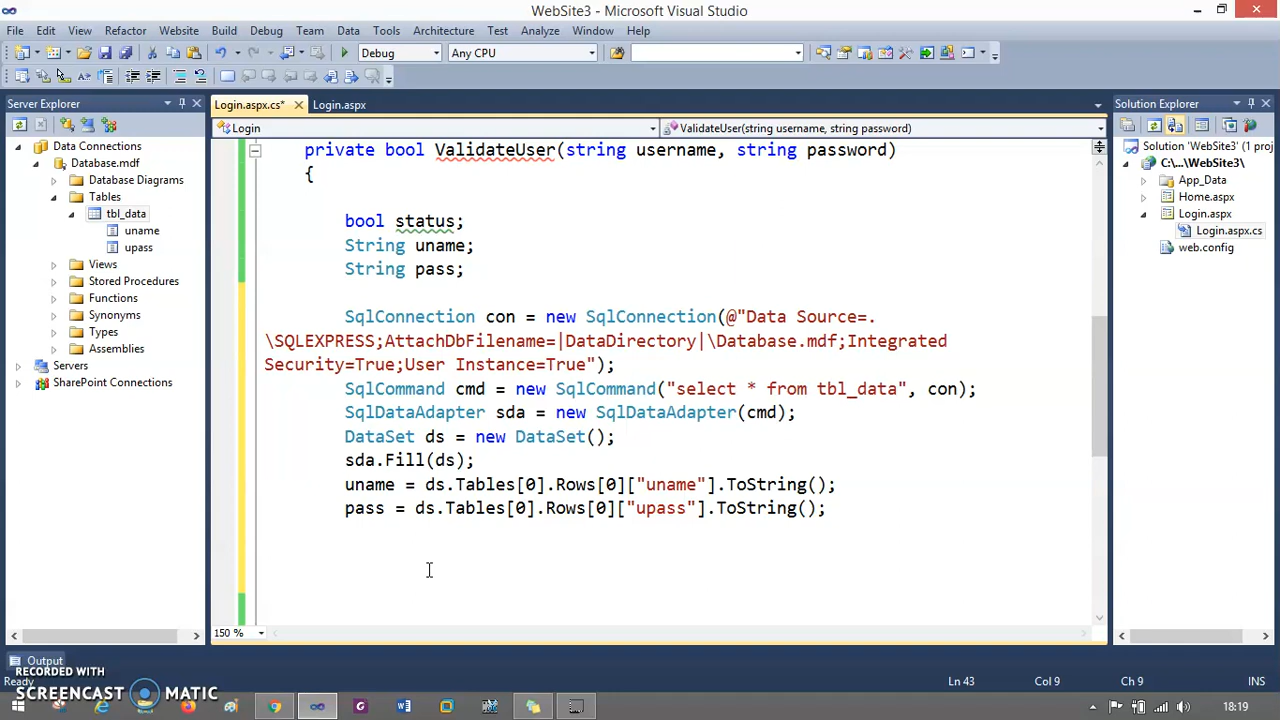 WebSite3 - Microsoft Visual Studio
File Edit View Refactor Website Build Debug Team Data Tools Architecture Test Analyze Window Help
Debug Any CPU
Server Explorer
Data Connections
Database.mdf
Database Diagrams
Tables
tbl_data
uname
upass
Views
Stored Procedures
Functions
Synonyms
Types
Assemblies
Servers
SharePoint Connections
Login.aspx.cs* Login.aspx
Login ValidateUser(string username, string password)
private bool ValidateUser(string username, string password)
{
bool status;
String uname;
String pass;
SqlConnection con = new SqlConnection(@"Data Source=.
\SQLEXPRESS;AttachDbFilename=|DataDirectory|\Database.mdf;Integrated
Security=True;User Instance=True");
SqlCommand cmd = new SqlCommand("select * from tbl_data", con);
SqlDataAdapter sda = new SqlDataAdapter(cmd);
DataSet ds = new DataSet();
sda.Fill(ds);
uname = ds.Tables[0].Rows[0]["uname"].ToString();
pass = ds.Tables[0].Rows[0]["upass"].ToString();
150 %
Solution Explorer
Solution 'WebSite3' (1 proj
C:\...\WebSite3\
App_Data
Home.aspx
Login.aspx
Login.aspx.cs
web.config
Output
Ready
Ln 43 Col 9 Ch 9 INS
RECORDED WITH
SCREENCAST MATIC
18:19